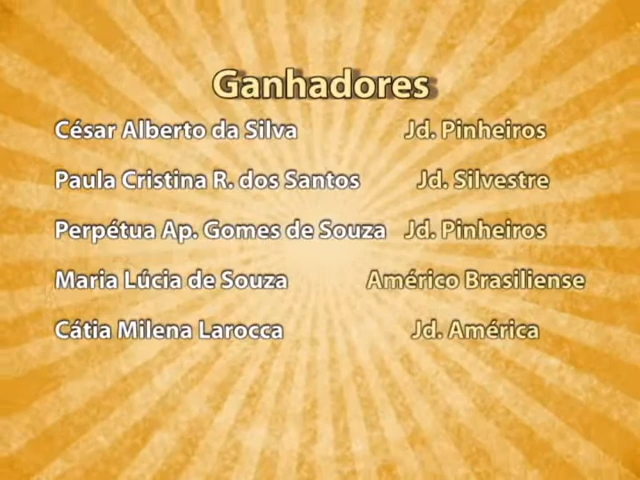 Ganhadores
César Alberto da Silva Jd. Pinheiros
Paula Cristina R. dos Santos Jd. Silvestre
Perpétua Ap. Gomes de Souza Jd. Pinheiros
Maria Lúcia de Souza Américo Brasiliense
Cátia Milena Larocca Jd. América